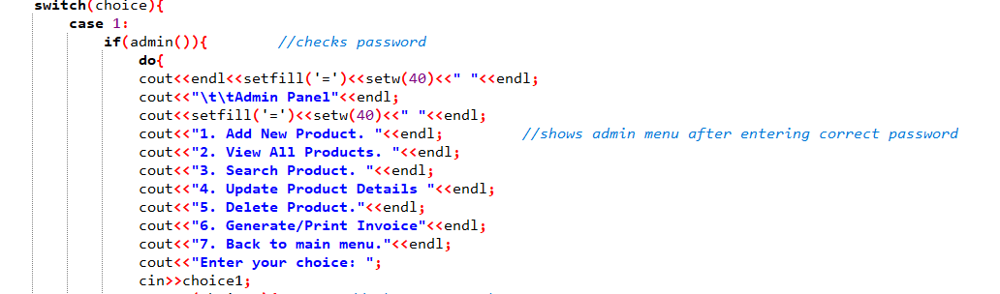 switch(choice){
case 1:
if(admin()){ //checks password
do{
cout<<endl<<setfill('=')<<setw(40)<<" "<<endl;
cout<<"\t\tAdmin Panel"<<endl;
cout<<setfill('=')<<setw(40)<<" "<<endl;
cout<<"1. Add New Product. "<<endl; //shows admin menu after entering correct password
cout<<"2. View All Products. "<<endl;
cout<<"3. Search Product. "<<endl;
cout<<"4. Update Product Details "<<endl;
cout<<"5. Delete Product."<<endl;
cout<<"6. Generate/Print Invoice"<<endl;
cout<<"7. Back to main menu."<<endl;
cout<<"Enter your choice: ";
cin>>choice1;